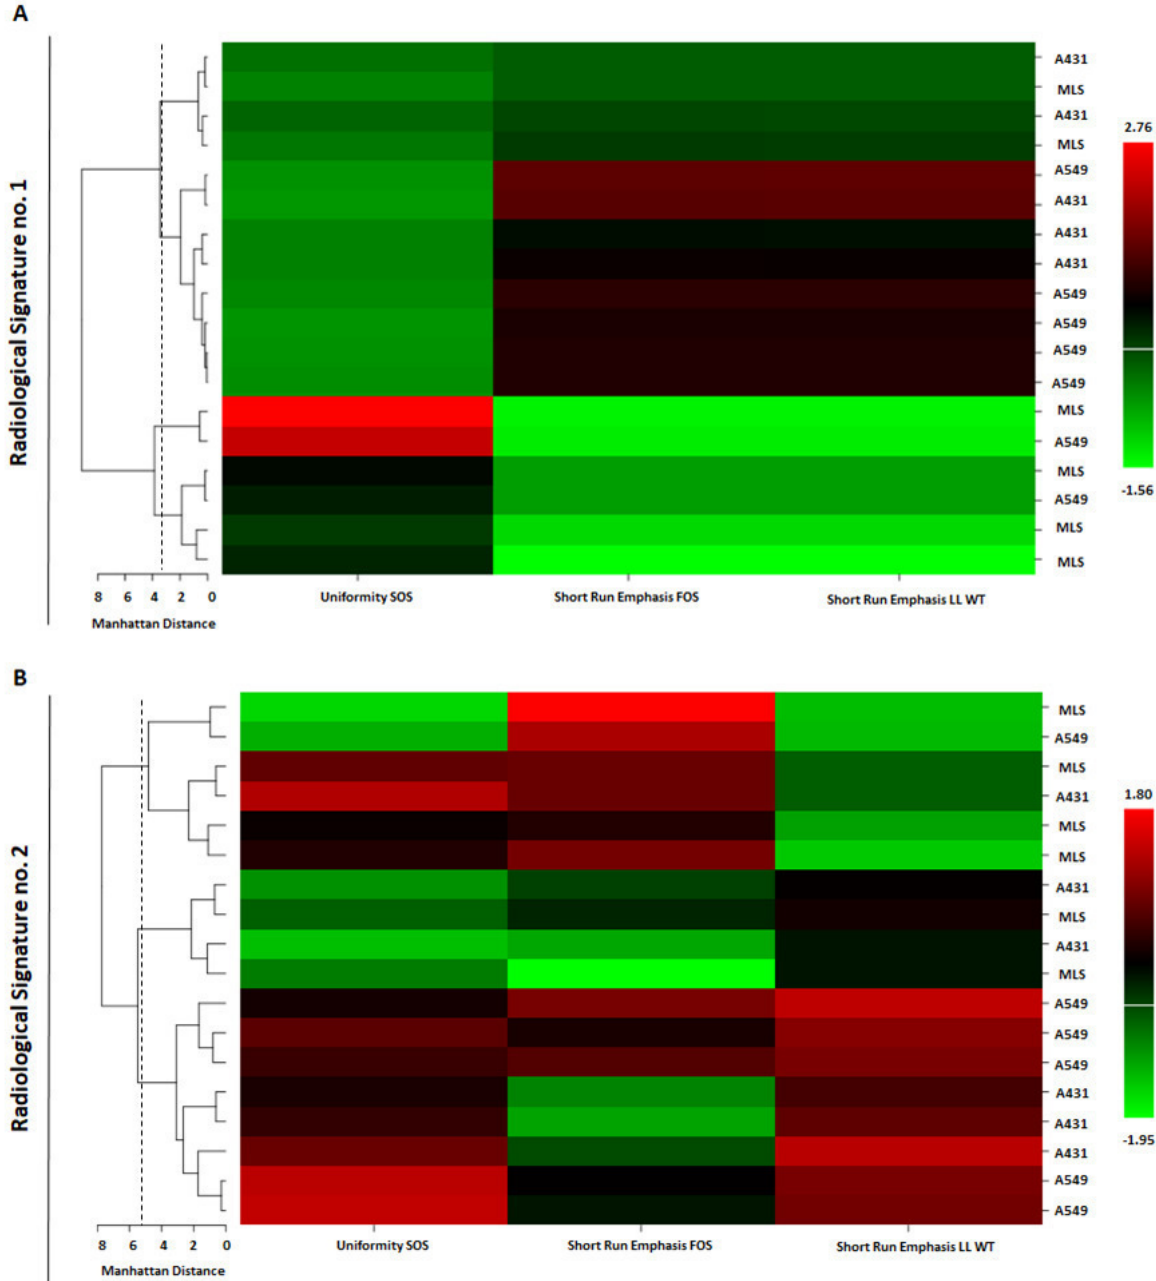 A
Radiological Signature no. 1
A431
MLS
A431
MLS
A549
A431
A431
A431
A549
A549
A549
A549
MLS
A549
MLS
A549
MLS
MLS
2.76
-1.56
8 6 4 2 0
Manhattan Distance
Uniformity SOS
Short Run Emphasis FOS
Short Run Emphasis LL WT
B
Radiological Signature no. 2
MLS
A549
MLS
A431
MLS
MLS
A431
MLS
A431
MLS
A549
A549
A549
A431
A431
A431
A549
A549
1.80
-1.95
8 6 4 2 0
Manhattan Distance
Uniformity SOS
Short Run Emphasis FOS
Short Run Emphasis LL WT